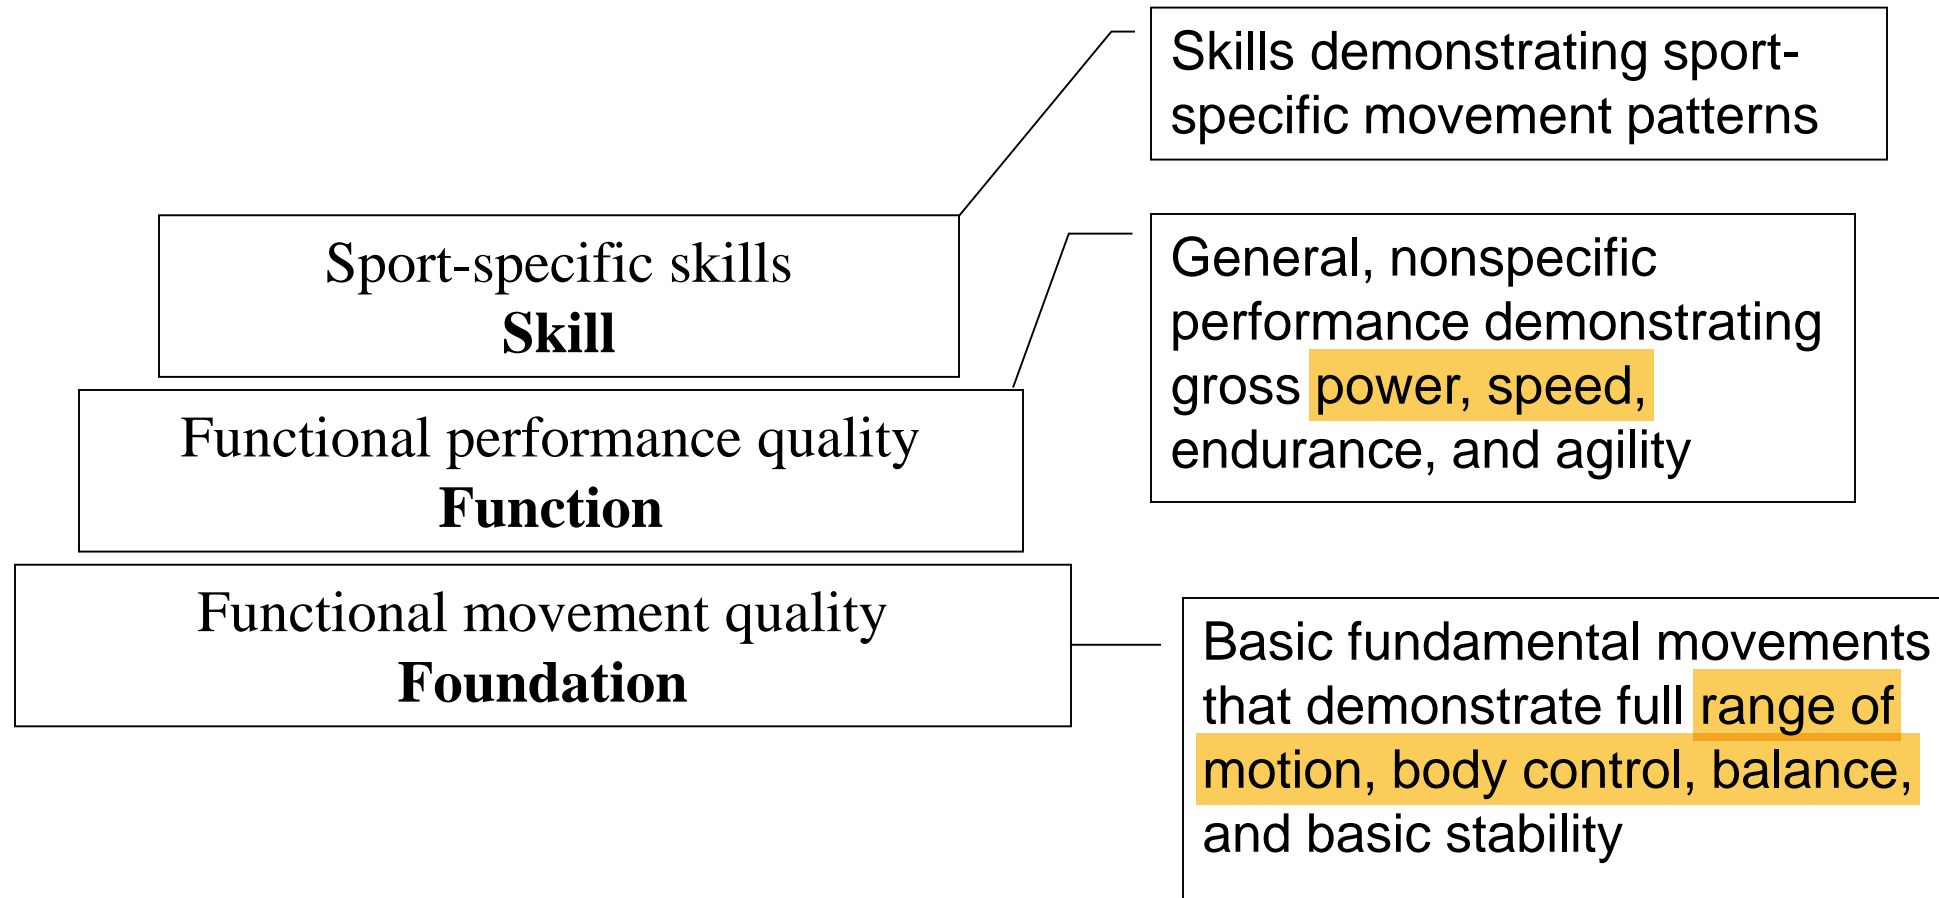 Skills demonstrating sport-
specific movement patterns
Sport-specific skills
Skill
General, nonspecific
performance demonstrating
gross power, speed,
endurance, and agility
Functional performance quality
Function
Functional movement quality
Foundation
Basic fundamental movements
that demonstrate full range of
motion, body control, balance,
and basic stability